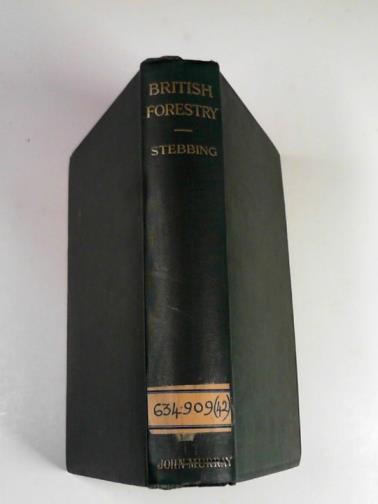 BRITISH
FORESTRY
STEBBING
634.909(42)
JOHN MURRAY